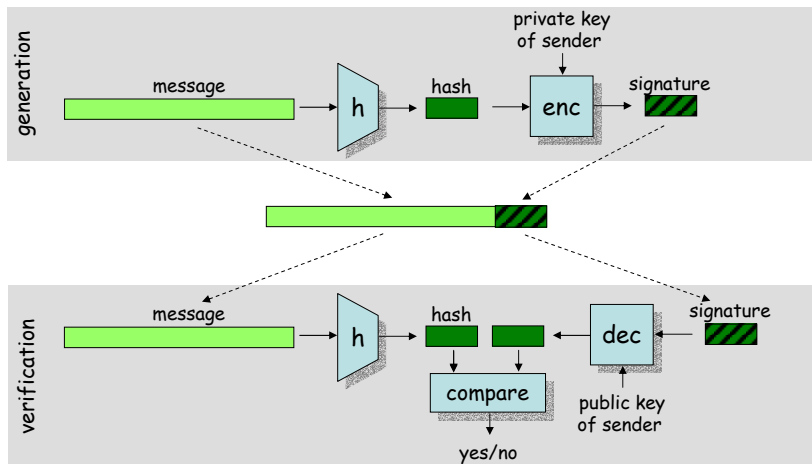 generation
private key
of sender
message
h
hash
enc
signature
verification
message
h
hash
dec
signature
compare
public key
of sender
yes/no